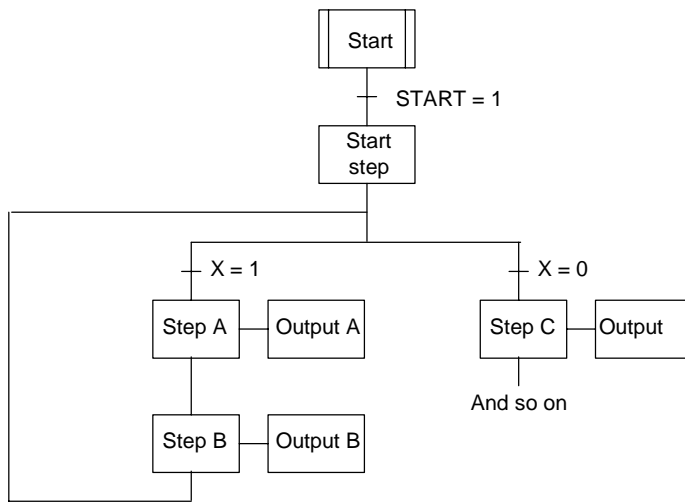 Start
START = 1
Start
step
X = 1
X = 0
Step A
Output A
Step C
Output
And so on
Step B
Output B